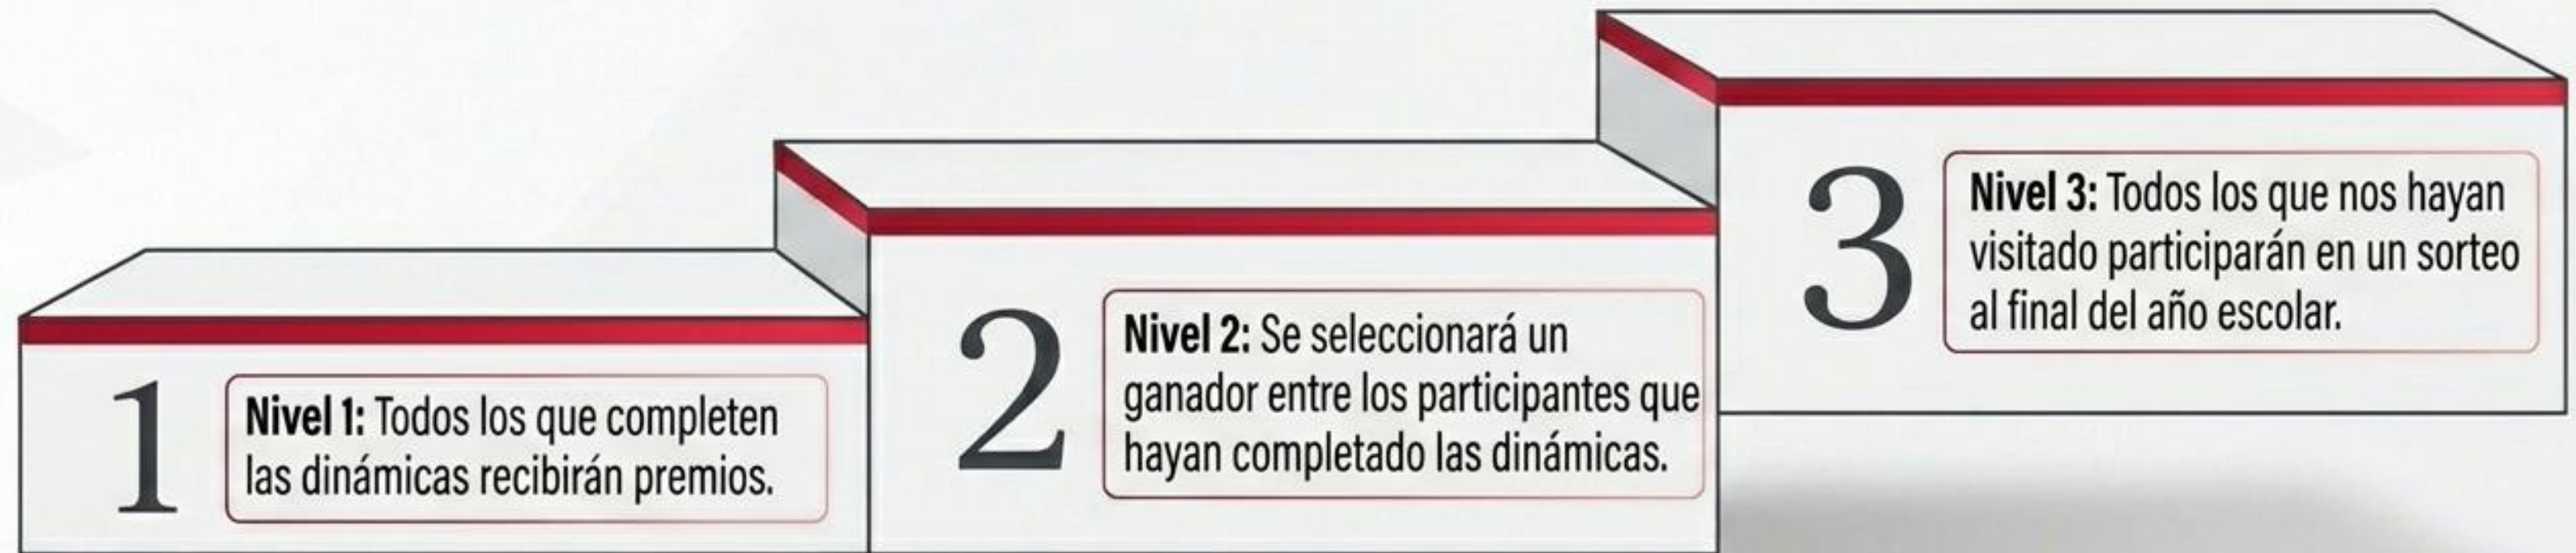 1
Nivel 1: Todos los que completen
las dinámicas recibirán premios.
2
Nivel 2: Se seleccionará un
ganador entre los participantes que
hayan completado las dinámicas.
3
Nivel 3: Todos los que nos hayan
visitado participarán en un sorteo
al final del año escolar.